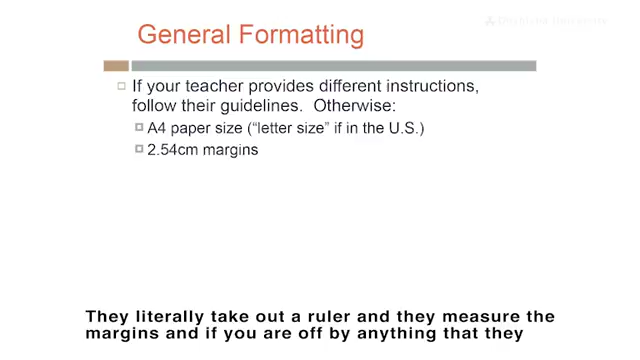 General Formatting
If your teacher provides different instructions,
follow their guidelines. Otherwise:
A4 paper size ("letter size" if in the U.S.)
2.54cm margins
They literally take out a ruler and they measure the
margins and if you are off by anything that they